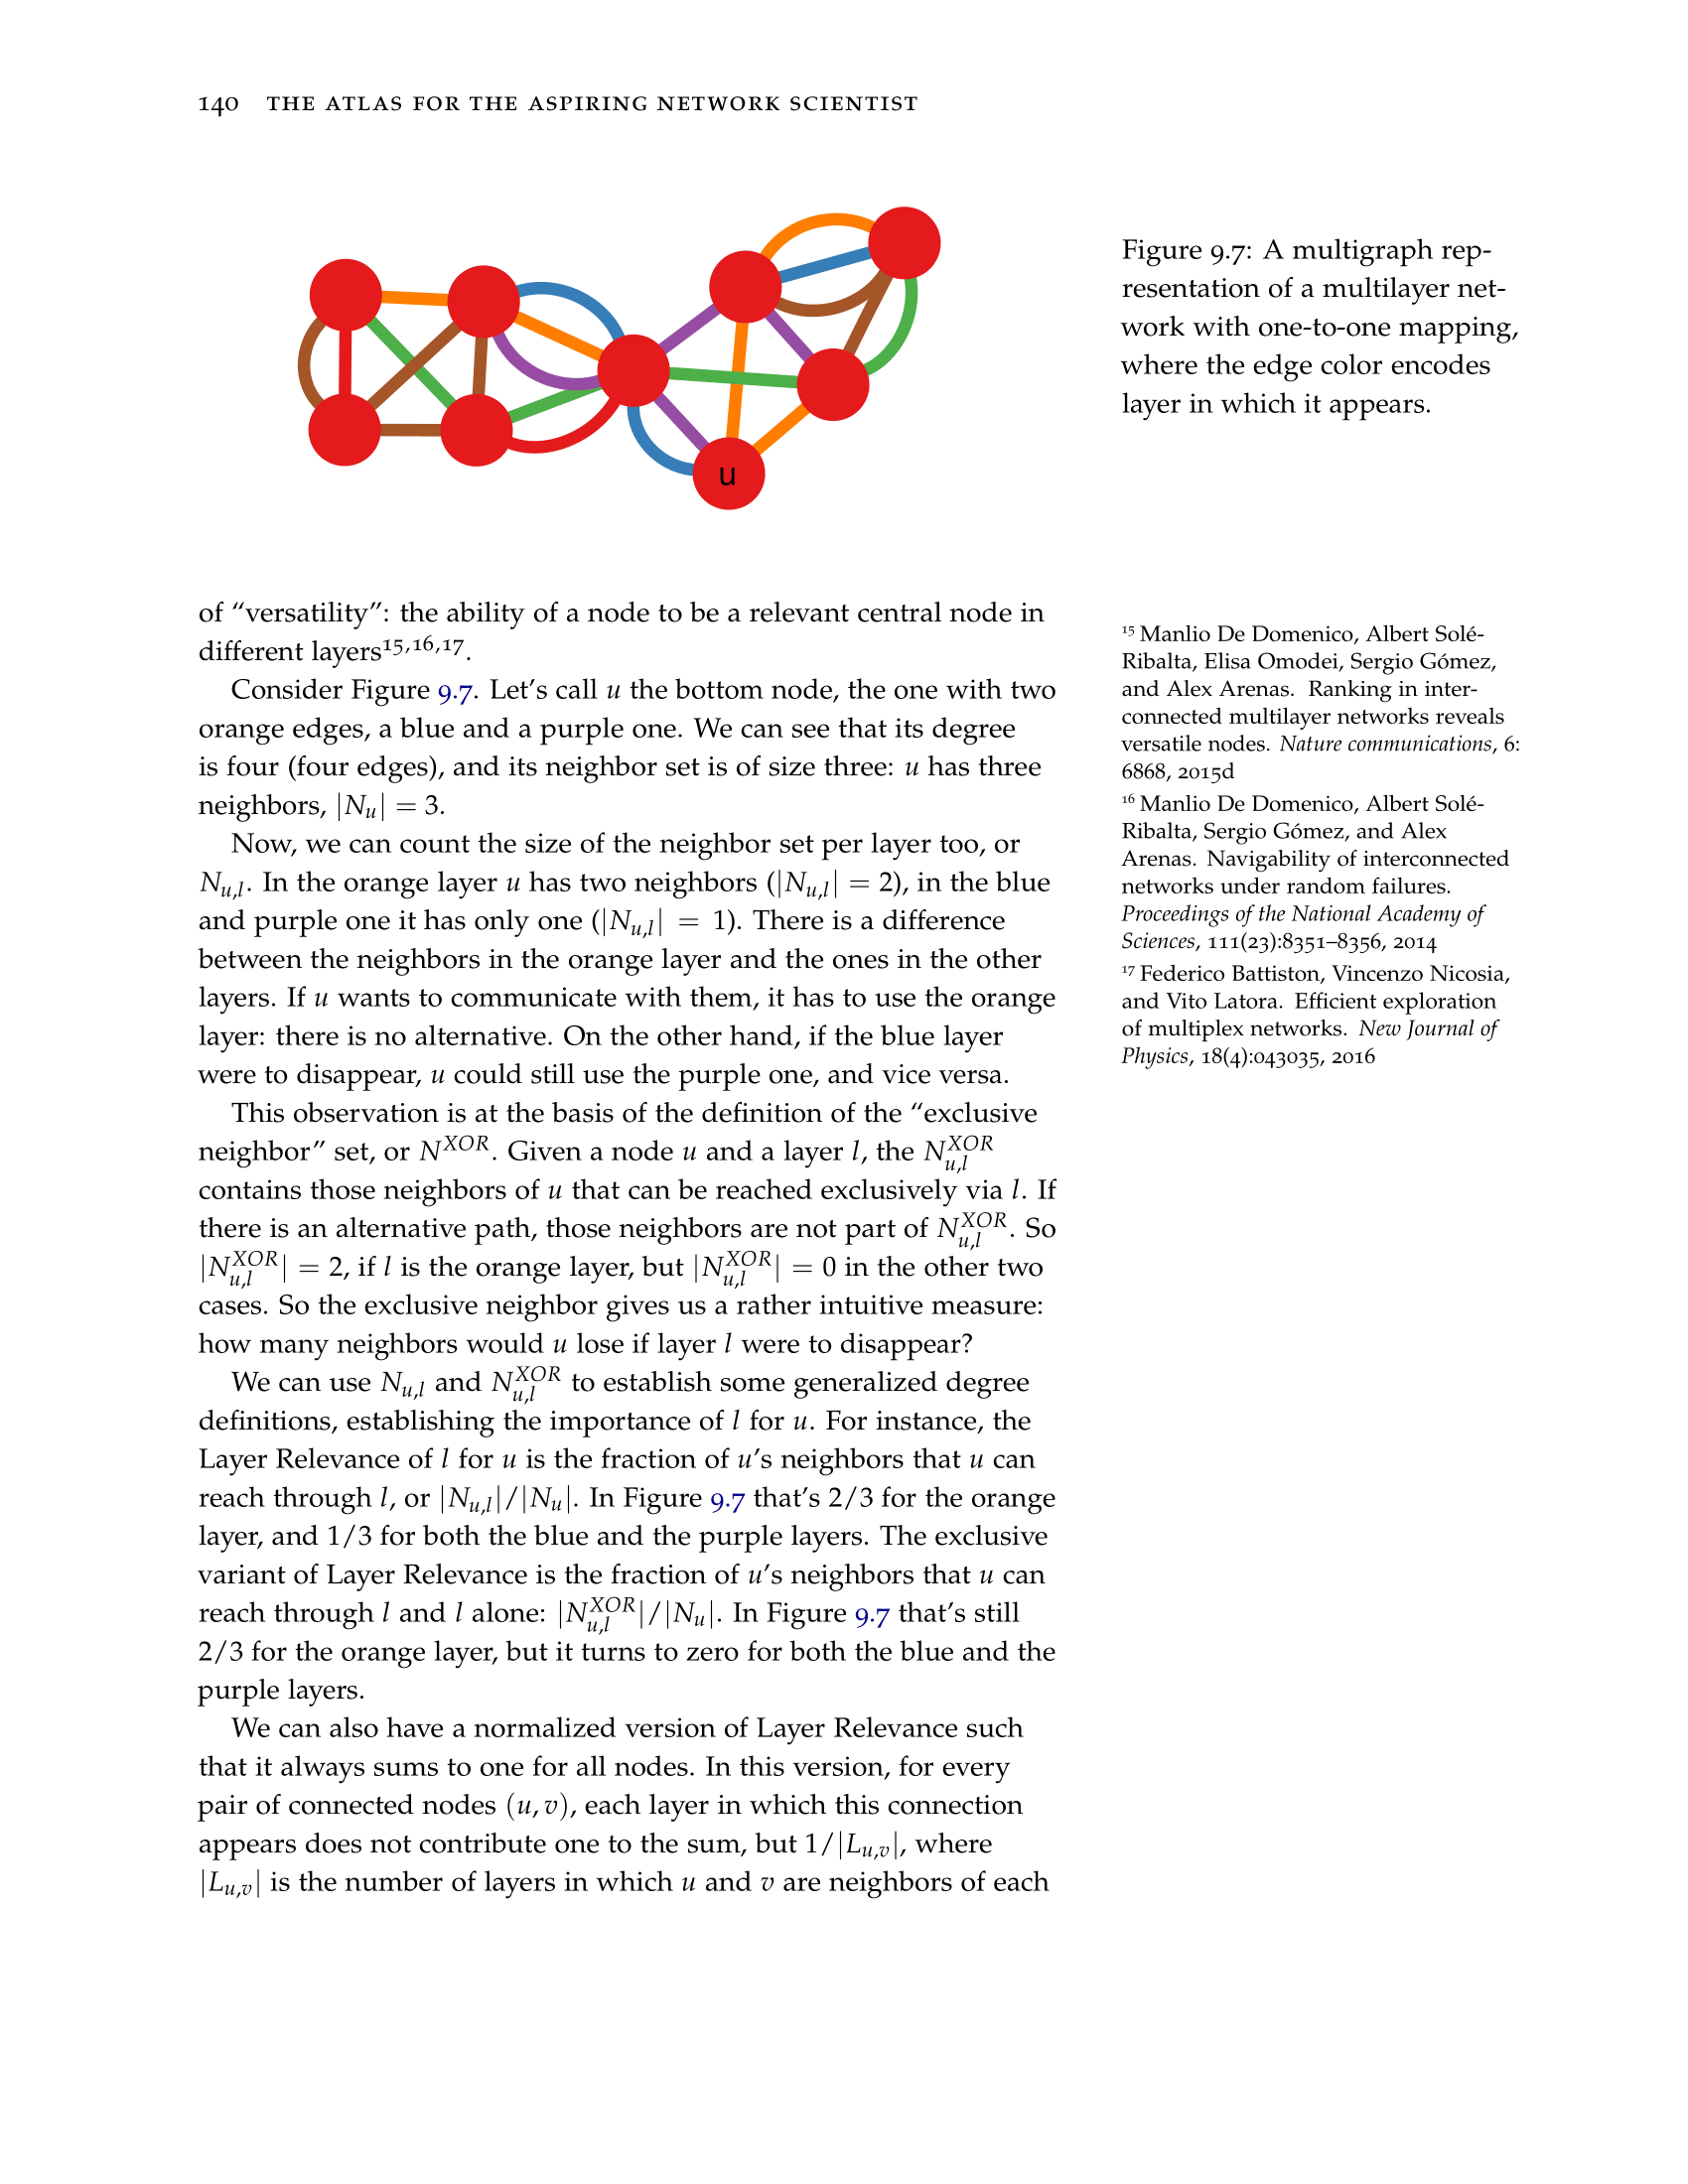 140 THE ATLAS FOR THE ASPIRING NETWORK SCIENTIST
u
Figure 9.7: A multigraph rep-
resentation of a multilayer net-
work with one-to-one mapping,
where the edge color encodes
layer in which it appears.
of “versatility”: the ability of a node to be a relevant central node in
different layers¹⁵,¹⁶,¹⁷.
Consider Figure 9.7. Let’s call u the bottom node, the one with two
orange edges, a blue and a purple one. We can see that its degree
is four (four edges), and its neighbor set is of size three: u has three
neighbors, |N_u| = 3.
Now, we can count the size of the neighbor set per layer too, or
N_{u,l}. In the orange layer u has two neighbors (|N_{u,l}| = 2), in the blue
and purple one it has only one (|N_{u,l}| = 1). There is a difference
between the neighbors in the orange layer and the ones in the other
layers. If u wants to communicate with them, it has to use the orange
layer: there is no alternative. On the other hand, if the blue layer
were to disappear, u could still use the purple one, and vice versa.
This observation is at the basis of the definition of the “exclusive
neighbor” set, or N^{XOR}. Given a node u and a layer l, the N_{u,l}^{XOR}
contains those neighbors of u that can be reached exclusively via l. If
there is an alternative path, those neighbors are not part of N_{u,l}^{XOR}. So
|N_{u,l}^{XOR}| = 2, if l is the orange layer, but |N_{u,l}^{XOR}| = 0 in the other two
cases. So the exclusive neighbor gives us a rather intuitive measure:
how many neighbors would u lose if layer l were to disappear?
We can use N_{u,l} and N_{u,l}^{XOR} to establish some generalized degree
definitions, establishing the importance of l for u. For instance, the
Layer Relevance of l for u is the fraction of u’s neighbors that u can
reach through l, or |N_{u,l}|/|N_u|. In Figure 9.7 that’s 2/3 for the orange
layer, and 1/3 for both the blue and the purple layers. The exclusive
variant of Layer Relevance is the fraction of u’s neighbors that u can
reach through l and l alone: |N_{u,l}^{XOR}|/|N_u|. In Figure 9.7 that’s still
2/3 for the orange layer, but it turns to zero for both the blue and the
purple layers.
We can also have a normalized version of Layer Relevance such
that it always sums to one for all nodes. In this version, for every
pair of connected nodes (u, v), each layer in which this connection
appears does not contribute one to the sum, but 1/|L_{u,v}|, where
|L_{u,v}| is the number of layers in which u and v are neighbors of each
¹⁵ Manlio De Domenico, Albert Solé-
Ribalta, Elisa Omodei, Sergio Gómez,
and Alex Arenas. Ranking in inter-
connected multilayer networks reveals
versatile nodes. Nature communications, 6:
6868, 2015d
¹⁶ Manlio De Domenico, Albert Solé-
Ribalta, Sergio Gómez, and Alex
Arenas. Navigability of interconnected
networks under random failures.
Proceedings of the National Academy of
Sciences, 111(23):8351–8356, 2014
¹⁷ Federico Battiston, Vincenzo Nicosia,
and Vito Latora. Efficient exploration
of multiplex networks. New Journal of
Physics, 18(4):043035, 2016